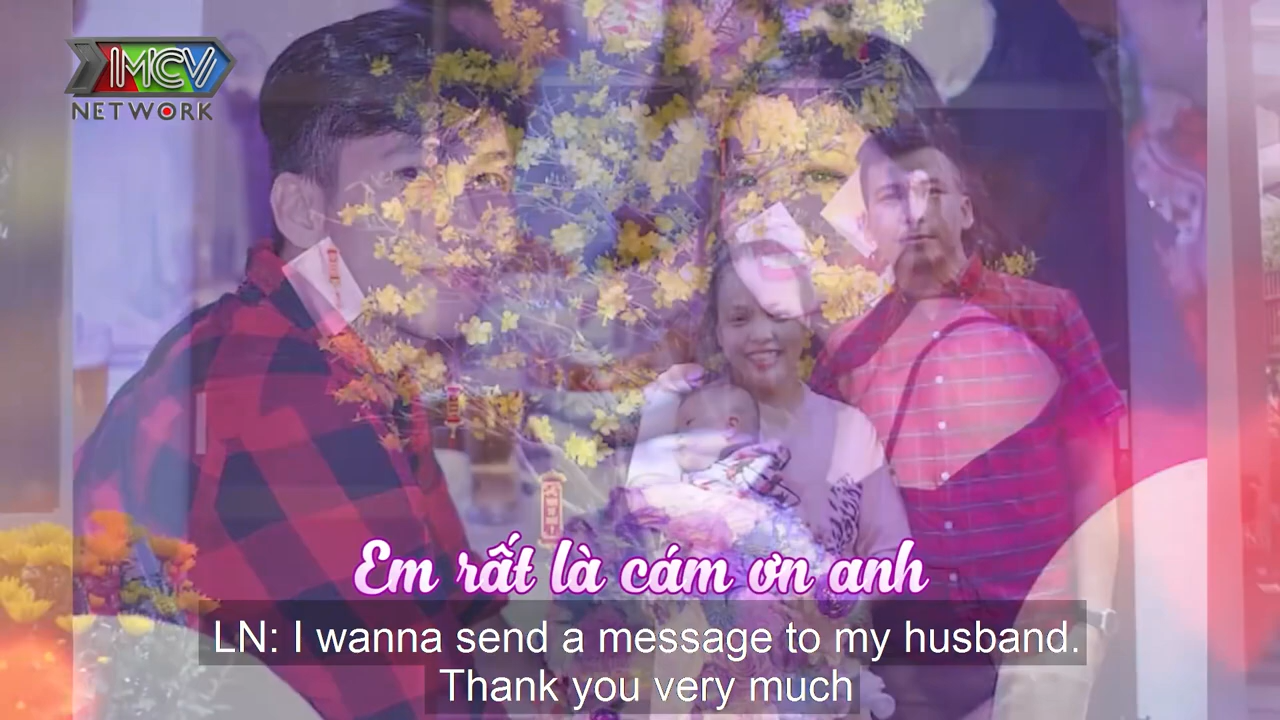 MCV
NETWORK
Em rất là cám ơn anh
LN: I wanna send a message to my husband.
Thank you very much